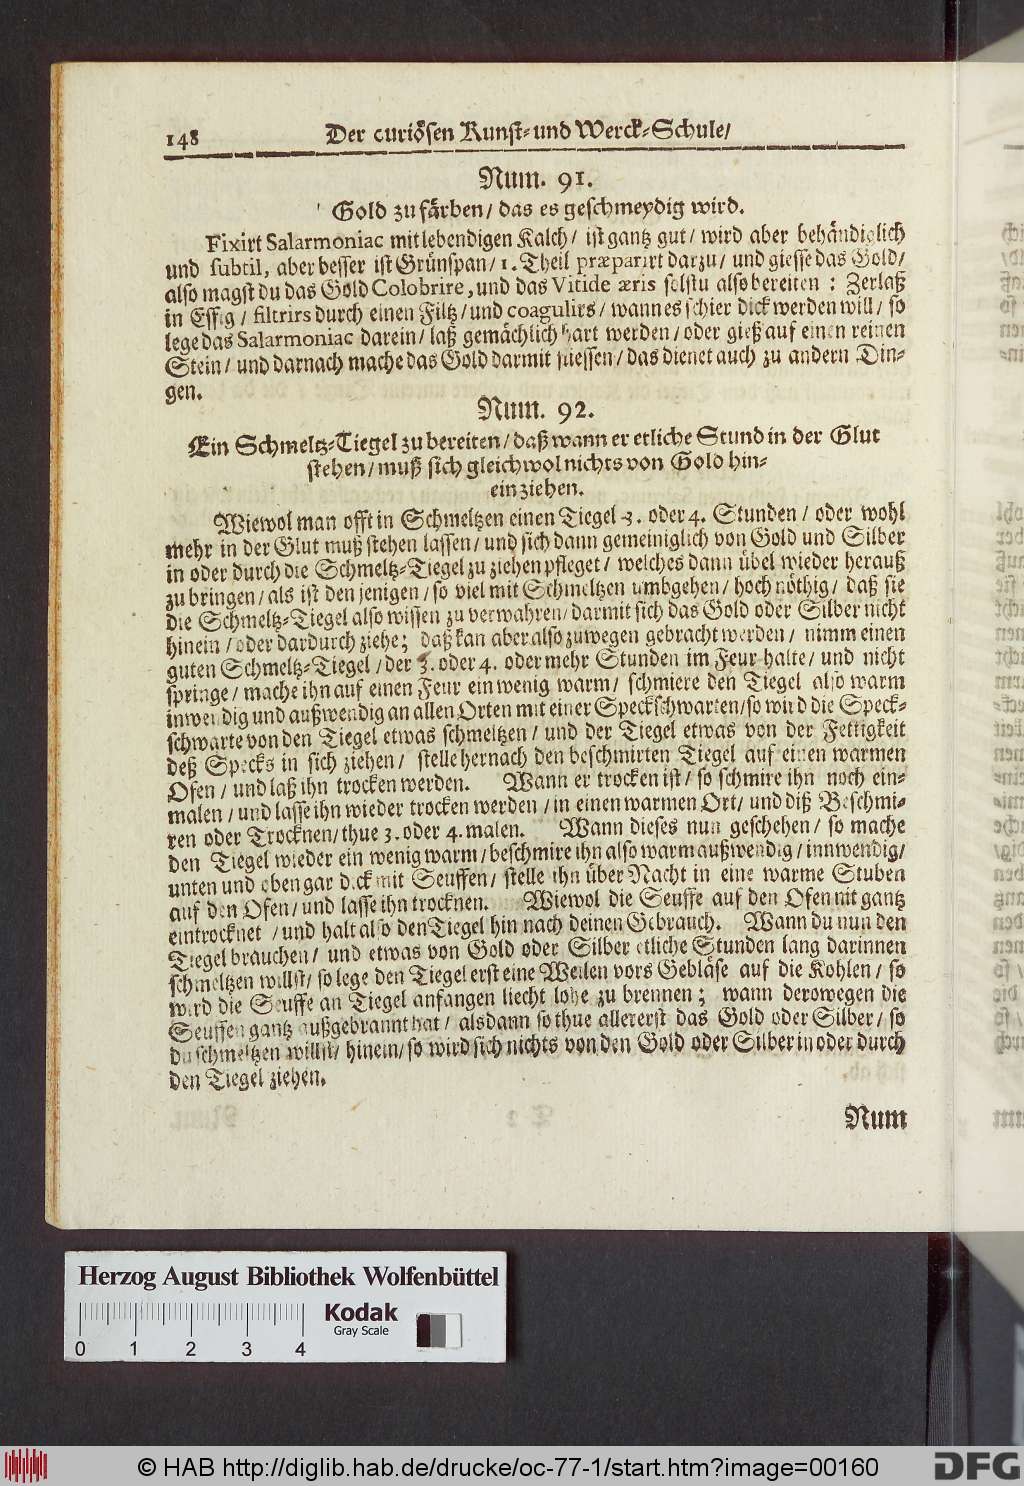 148 Der curiösen Kunst- und Werck-Schule/
Num. 91.
Gold zu färben/ das es geschmeydig wird.
Fixirt Salarmoniac mit lebendigen Kalch/ ist gantz gut/ wird aber behändiglich
und subtil, aber besser ist Grünspan/ 1. Theil præparirt darzu/ und giesse das Gold/
also magst du das Gold Colobrire, und das Vitide æris solstu also bereiten: Zerlaß
in Essig/ filtrirs durch einen Filtz/ und coagulirs/ wann es schier dick werden will/ so
lege das Salarmoniac darein/ laß gemächlich hart werden/ oder gieß auf einen reinen
Stein/ und darnach mache das Gold darmit fliessen/ das dienet auch zu andern Din-
gen.
Num. 92.
Ein Schmeltz-Tiegel zu bereiten/ daß wann er etliche Stund in der Glut
stehen/ muß sich gleichwol nichts von Gold hin-
einziehen.
Wiewol man offt in Schmeltzen einen Tiegel 3. oder 4. Stunden/ oder wohl
mehr in der Glut muß stehen lassen/ und sich dann gemeiniglich von Gold und Silber
in oder durch die Schmeltz-Tiegel zu ziehen pfleget/ welches dann übel wieder herauß
zu bringen/ als ist den jenigen/ so viel mit Schmeltzen umbgehen/ hoch nöthig/ daß sie
die Schmeltz-Tiegel also wissen zu verwahren/ darmit sich das Gold oder Silber nicht
hinein/ oder dardurch ziehe; daß kan aber also zuwegen gebracht werden/ nimm einen
guten Schmeltz-Tiegel/ der 3. oder 4. oder mehr Stunden im Feur halte/ und nicht
springe/ mache ihn auf einen Feur ein wenig warm/ schmiere den Tiegel also warm
inwendig und außwendig an allen Orten mit einer Speckschwarten/ so wird die Speck-
schwarte von den Tiegel etwas schmeltzen/ und der Tiegel etwas von der Fettigkeit
deß Specks in sich ziehen/ stelle hernach den beschmirten Tiegel auf einen warmen
Ofen/ und laß ihn trocken werden. Wann er trocken ist/ so schmire ihn noch ein-
malen/ und lasse ihn wieder trocken werden/ in einen warmen Ort/ und diß Beschmi-
ren oder Trocknen/ thue 3. oder 4. malen. Wann dieses nun geschehen/ so mache
den Tiegel wieder ein wenig warm/ beschmire ihn also warm außwendig/ innwendig/
unten und oben gar dick mit Seuffen/ stelle ihn über Nacht in eine warme Stuben
auf den Ofen/ und lasse ihn trocknen. Wiewol die Seuffe auf den Ofen nit gantz
eintrocknet/ und halt also den Tiegel hin nach deinen Gebrauch. Wann du nun den
Tiegel brauchen/ und etwas von Gold oder Silber etliche Stunden lang darinnen
schmeltzen willst/ so lege den Tiegel erst eine Weilen vors Gebläse auf die Kohlen/ so
wird die Seuffe an Tiegel anfangen liecht lohe zu brennen; wann derowegen die
Seuffen gantz außgebrannt hat/ alsdann so thue allererst das Gold oder Silber/ so
du schmeltzen willst/ hinein/ so wird sich nichts von den Gold oder Silber in oder durch
den Tiegel ziehen.
Num
Herzog August Bibliothek Wolfenbüttel
Kodak
Gray Scale
0 1 2 3 4
© HAB http://diglib.hab.de/drucke/oc-77-1/start.htm?image=00160
DFG